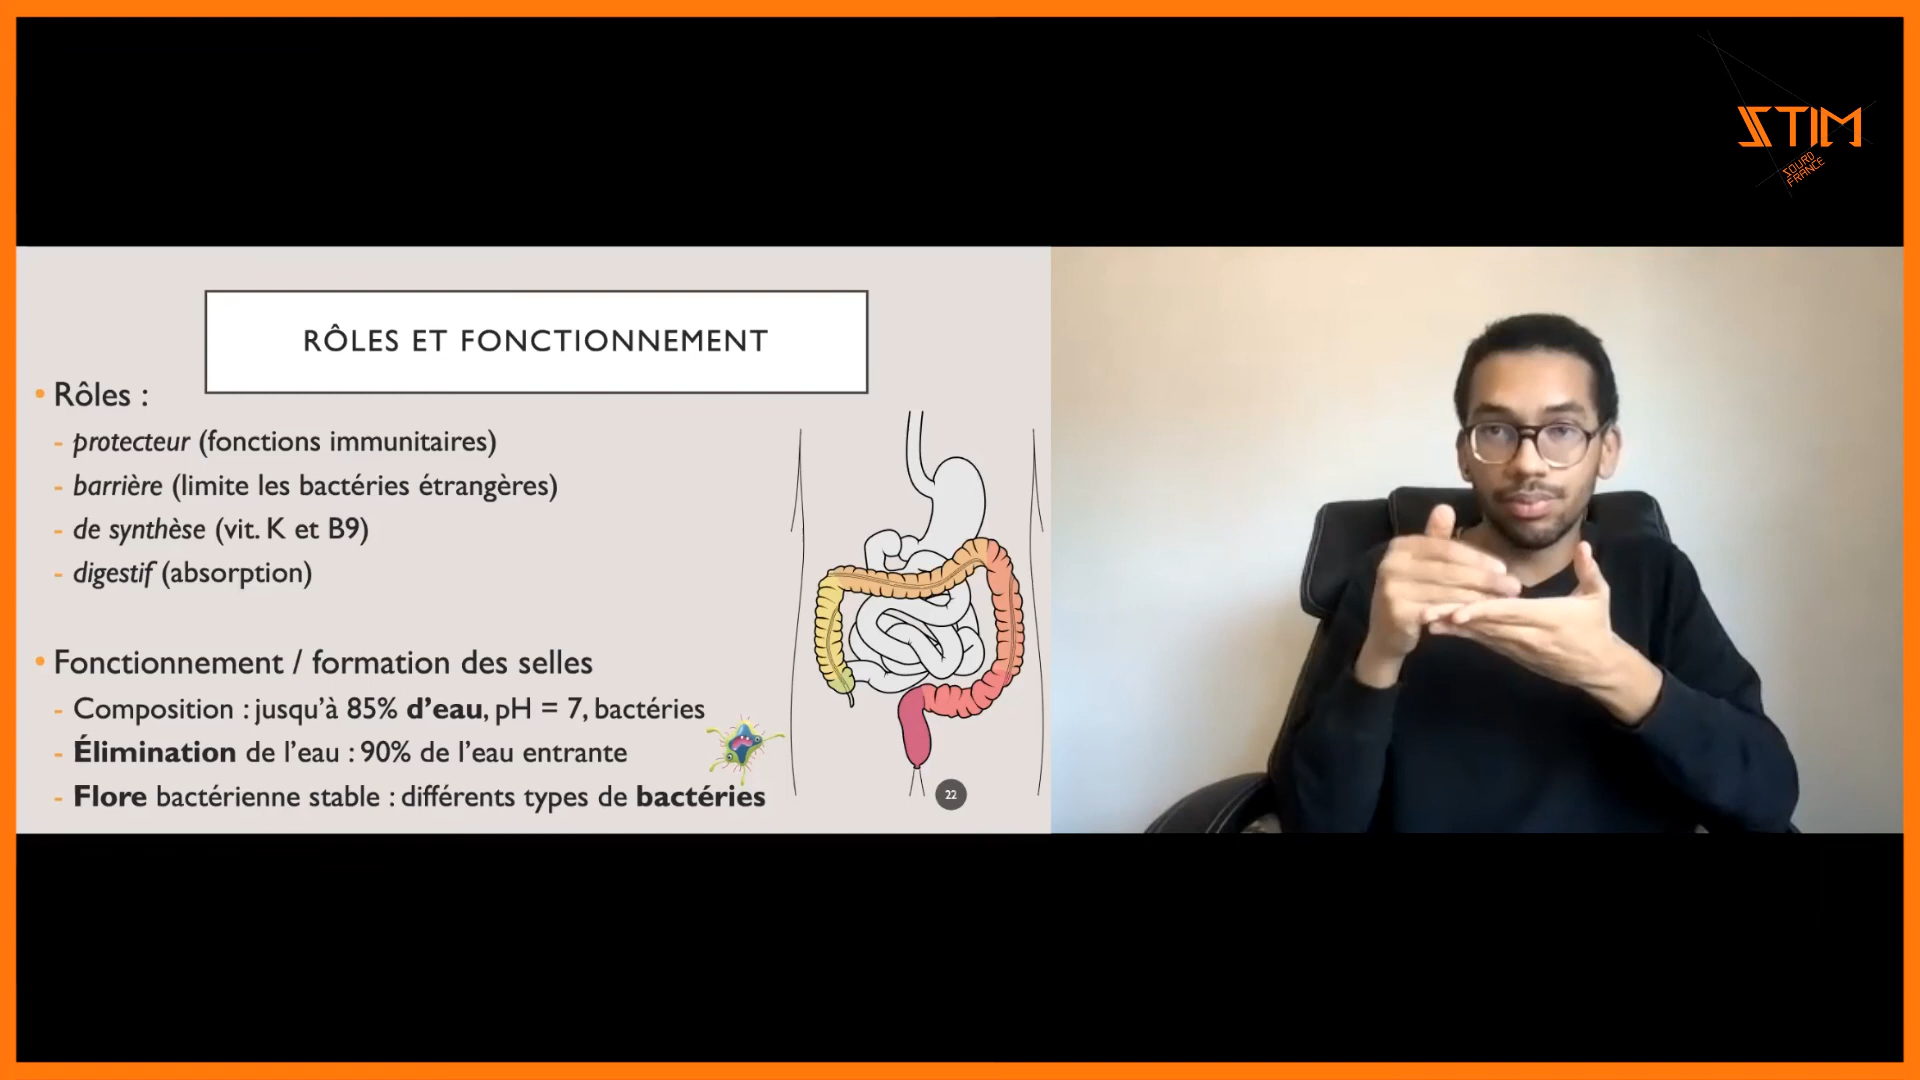 STIM
SOURD
FRANCE
RÔLES ET FONCTIONNEMENT
• Rôles :
- protecteur (fonctions immunitaires)
- barrière (limite les bactéries étrangères)
- de synthèse (vit. K et B9)
- digestif (absorption)
• Fonctionnement / formation des selles
- Composition : jusqu’à 85% d’eau, pH = 7, bactéries
- Élimination de l’eau : 90% de l’eau entrante
- Flore bactérienne stable : différents types de bactéries
22